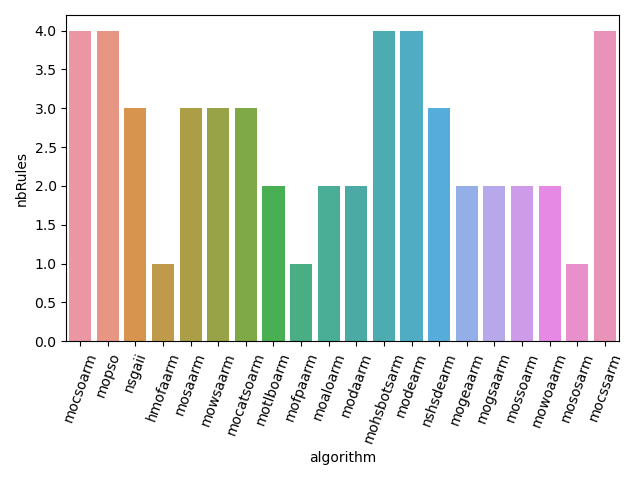 4.0
3.5
3.0
2.5
2.0
1.5
1.0
0.5
0.0
nbRules
mocsoarm
mopso
nsgaii
hmofaarm
mosaarm
mowsaarm
mocatsoarm
motlboarm
mofpaarm
moaloarm
modaarm
mohsbotsarm
modearm
nshsdearm
mogeaarm
mogsaarm
mossoarm
mowoaarm
mososarm
mocssarm
algorithm